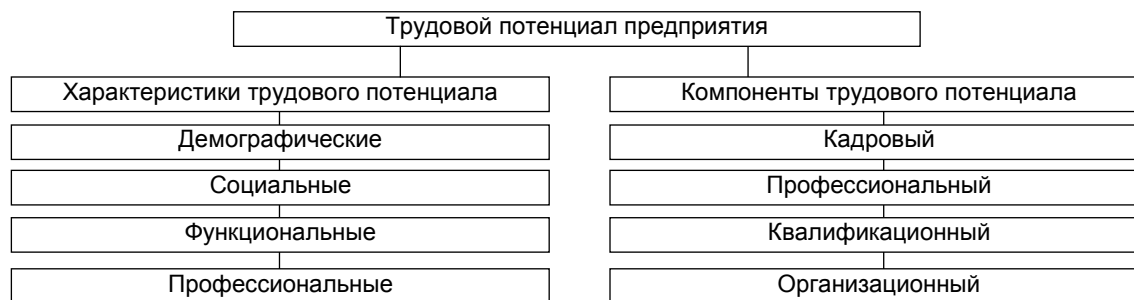 Трудовой потенциал предприятия
Характеристики трудового потенциала
Демографические
Социальные
Функциональные
Профессиональные
Компоненты трудового потенциала
Кадровый
Профессиональный
Квалификационный
Организационный